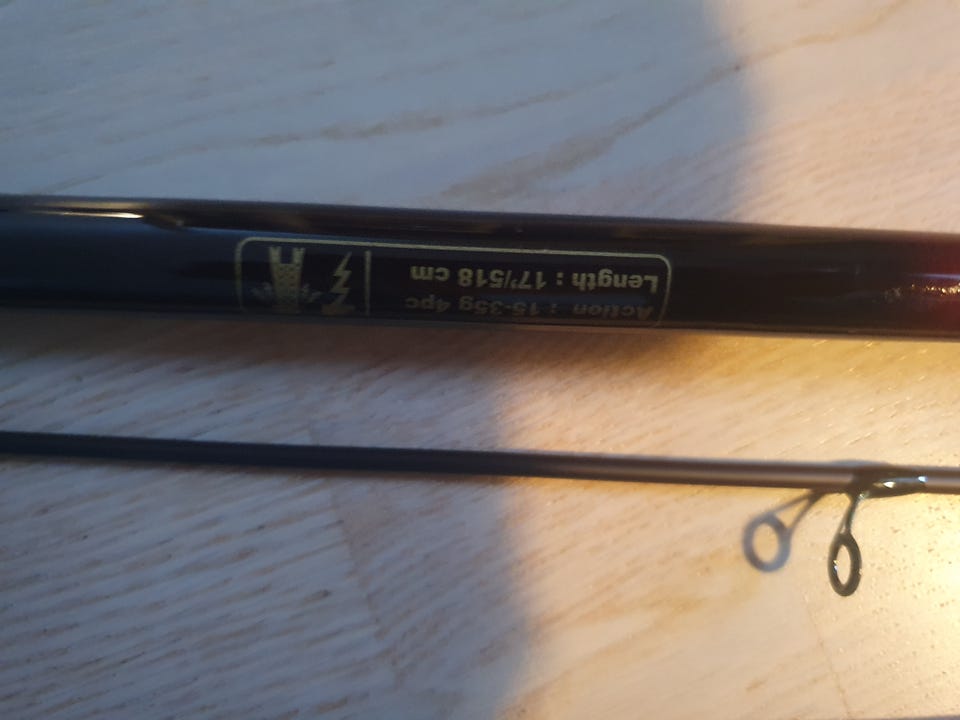 Length : 17'/518 cm
Action : 15-35g 4pc